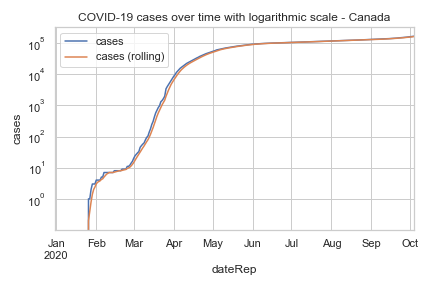 COVID-19 cases over time with logarithmic scale - Canada
cases
cases (rolling)
10^5
10^4
10^3
10^2
10^1
10^0
cases
Jan Feb Mar Apr May Jun Jul Aug Sep Oct
2020
dateRep